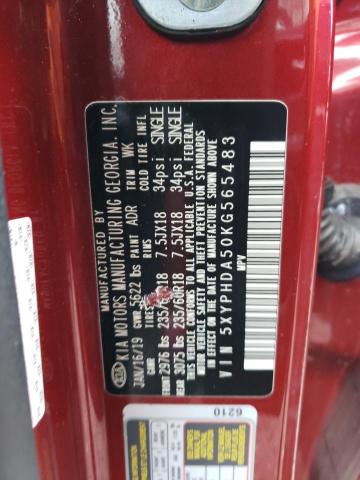 KIA
MANUFACTURED BY
KIA MOTORS MANUFACTURING GEORGIA, INC.
JAN/16/19 GVWR 5622 lbs PAINT ADR TRIM WK
TIRES RIMS COLD TIRE INFL
FRONT 2976 lbs 235/60R18 7.5JX18 34psi SINGLE
REAR 3075 lbs 235/60R18 7.5JX18 34psi SINGLE
THIS VEHICLE CONFORMS TO ALL APPLICABLE U.S.A. FEDERAL
MOTOR VEHICLE SAFETY AND THEFT PREVENTION STANDARDS
IN EFFECT ON THE DATE OF MANUFACTURE SHOWN ABOVE.
VIN 5XYPHDA50KG565483
MPV
6210